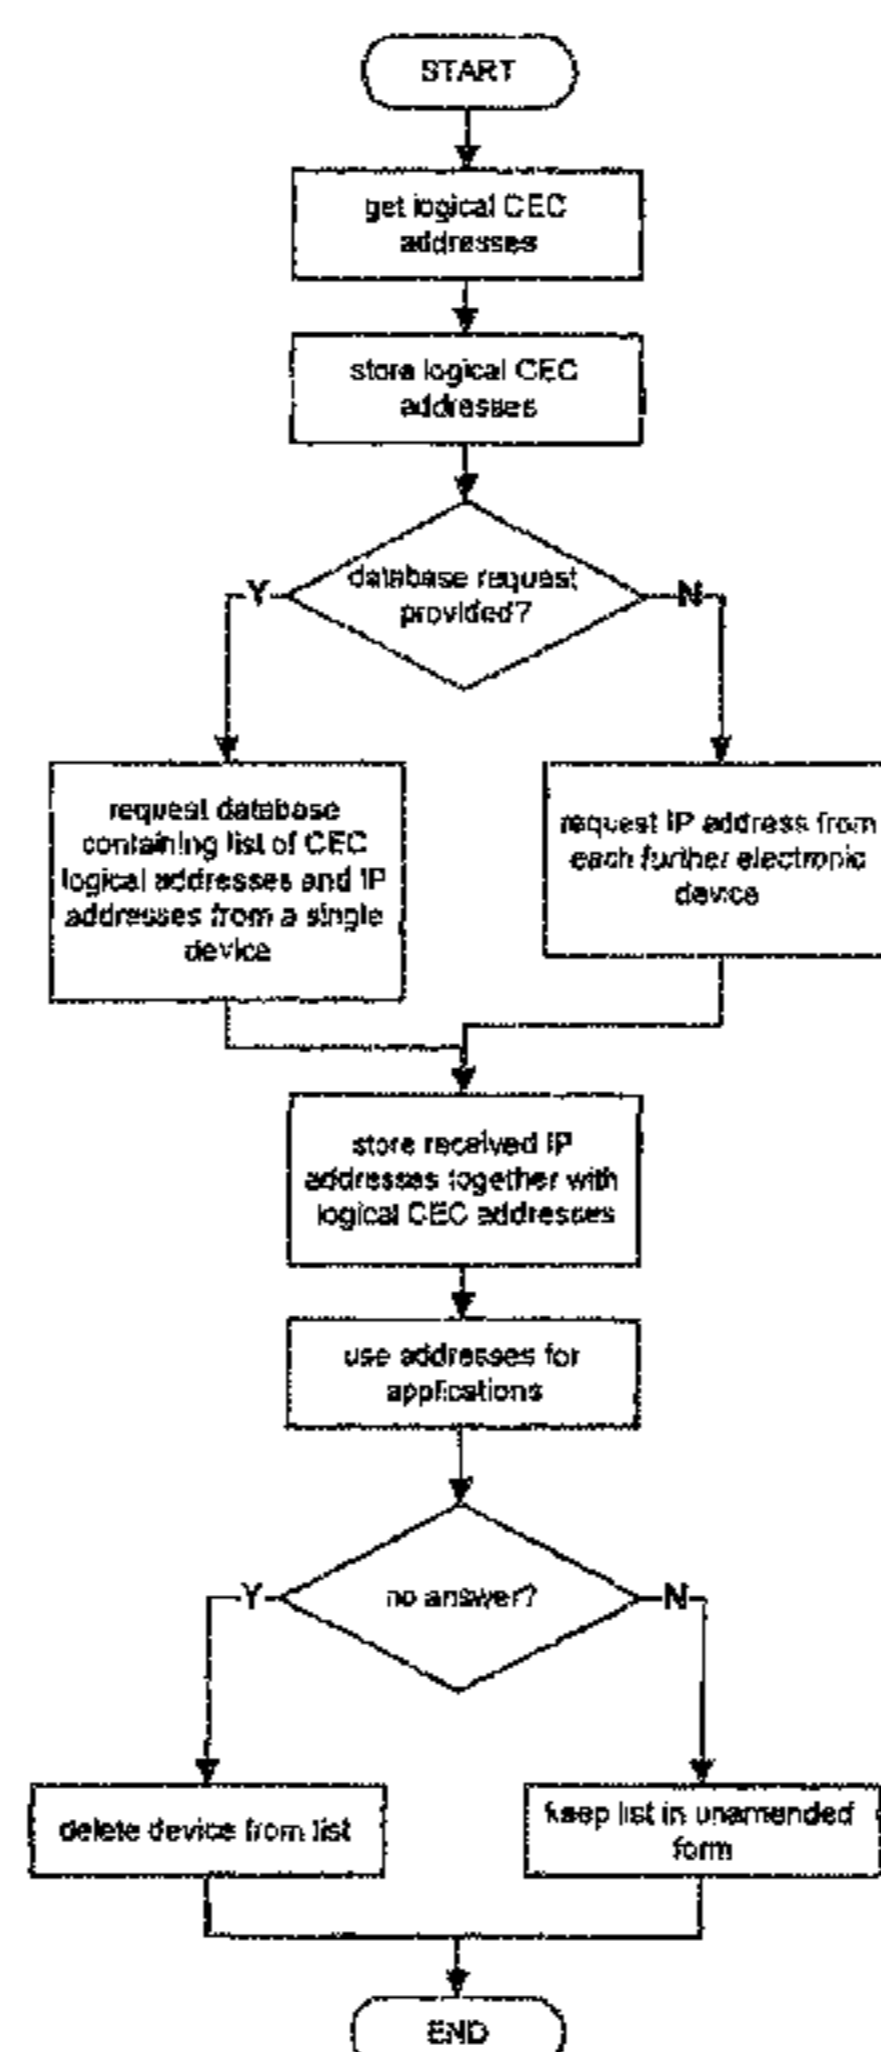 START
get logical CEC
addresses
store logical CEC
addresses
database request
provided?
Y
N
request database
containing list of CEC
logical addresses and IP
addresses from a single
device
request IP address from
each further electronic
device
store received IP
addresses together with
logical CEC addresses
use addresses for
applications
no answer?
Y
N
delete device from list
keep list in unamended
form
END